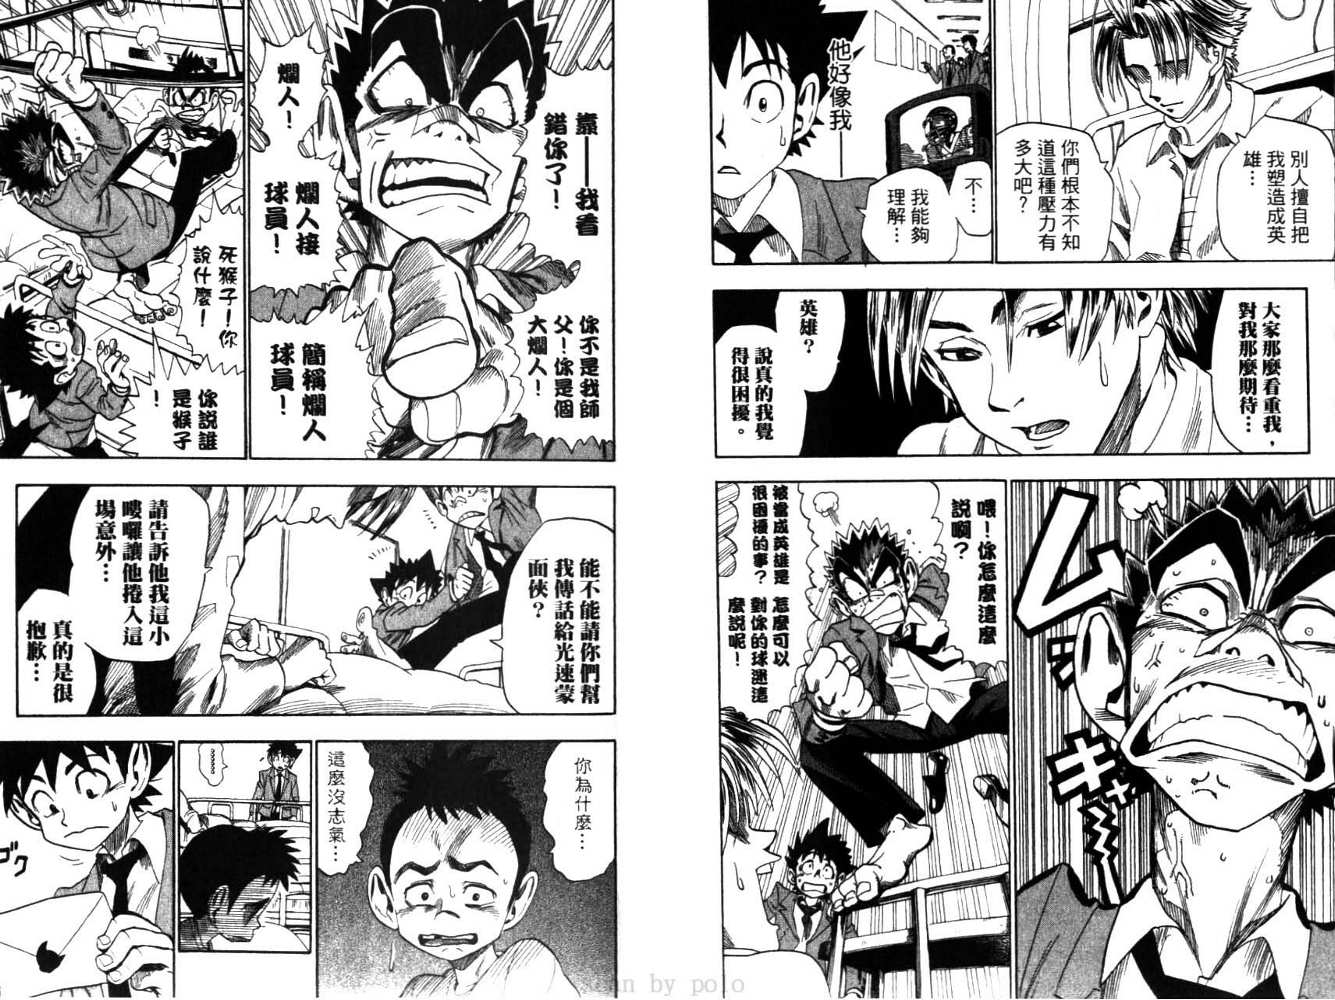 別人擅自把
我塑造成英
雄…
你們根本不知
道這種壓力有
多大吧?
他好像我
不…
我能夠
理解…
大家那麼看重我，
對我那麼期待…
英雄?
說真的我覺
得很困擾。
ムキャ〜
喂!你怎麼這麼
說啊?
被當成英雄是
很困擾的事?
怎麼可以
對你的球迷這
麼說呢!
靠——我看
錯你了!
爛人!
爛人接
球員!
你不是我師
父!你是個
大爛人!
簡稱爛人
球員!
死猴子!你
說什麼!
你說誰
是猴子
!
能不能請你們幫
我傳話給光速蒙
面俠?
請告訴他我這小
嘍囉讓他捲入這
場意外…
真的是很
抱歉…
你為什麼…
這麼沒志氣…
ゴク
scan by polo